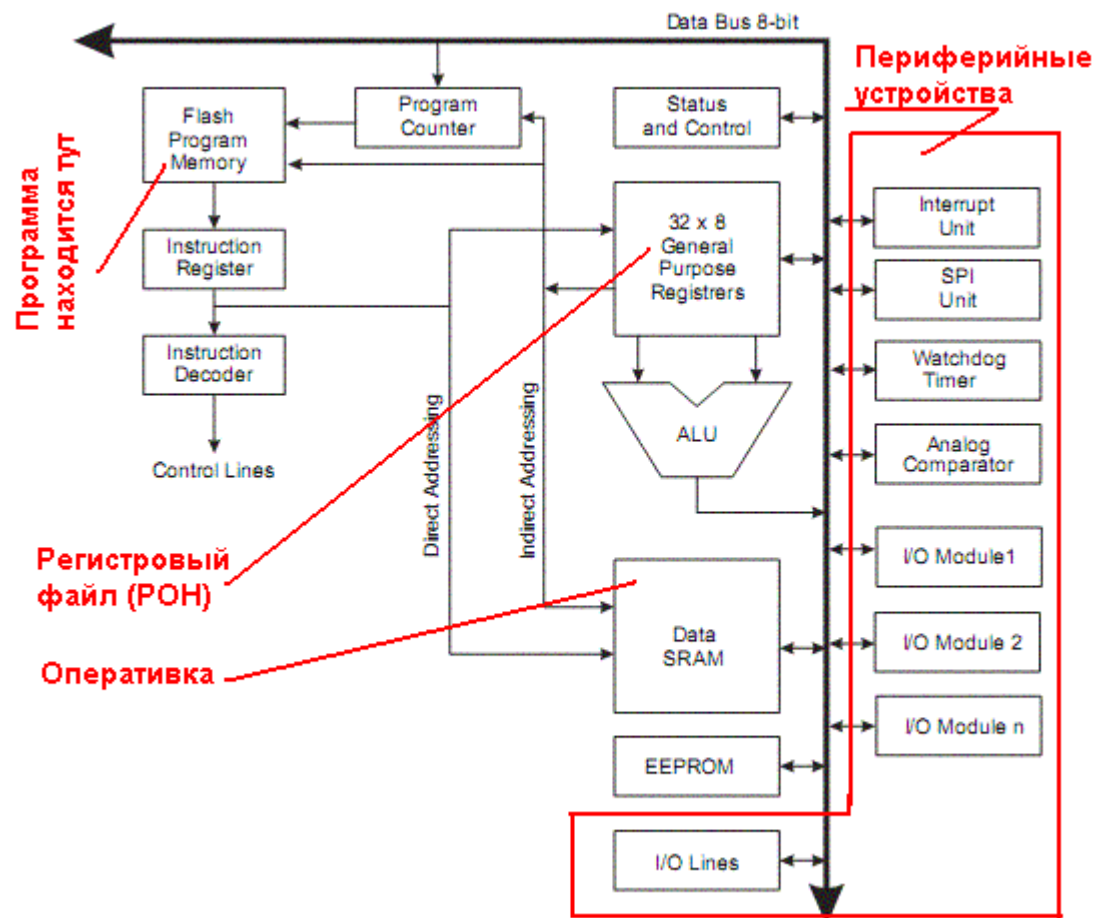 Data Bus 8-bit
Периферийные
устройства
Flash
Program
Memory
Program
Counter
Status
and Control
Программа
находится тут
32 x 8
General
Purpose
Registrers
Interrupt
Unit
Instruction
Register
SPI
Unit
Instruction
Decoder
Watchdog
Timer
ALU
Analog
Comparator
Control Lines
Direct Addressing
Indirect Addressing
Регистровый
файл (РОН)
I/O Module1
Data
SRAM
I/O Module 2
Оперативка
I/O Module n
EEPROM
I/O Lines